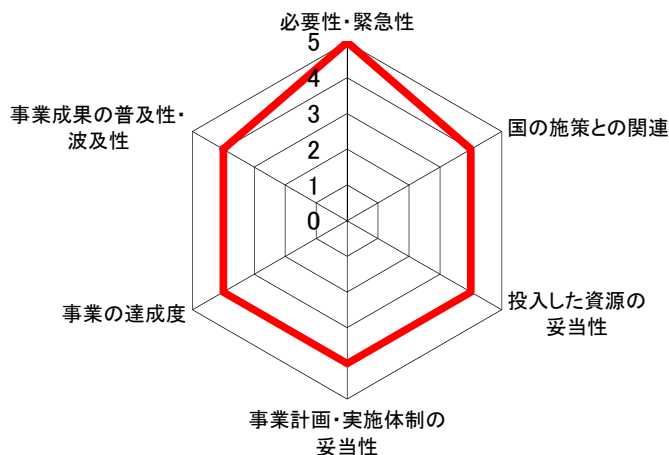 必要性・緊急性
5
4
3
2
1
0
国の施策との関連
投入した資源の
妥当性
事業計画・実施体制の
妥当性
事業の達成度
事業成果の普及性・
波及性